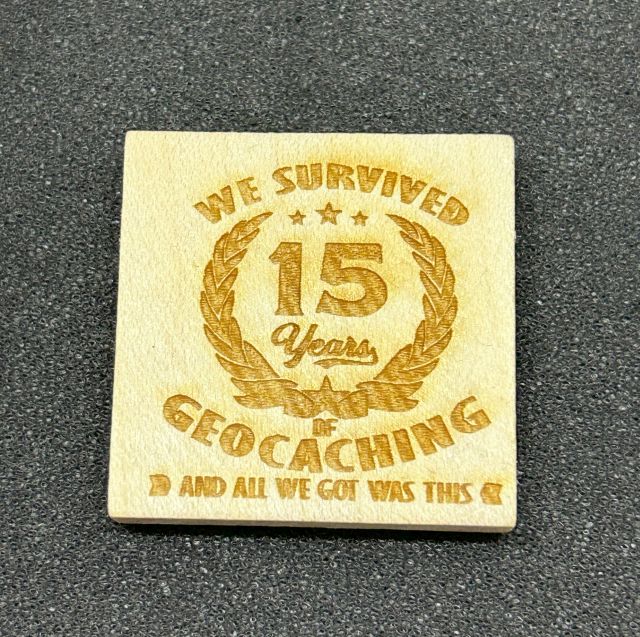 WE SURVIVED
15
Years
OF
GEOCACHING
AND ALL WE GOT WAS THIS